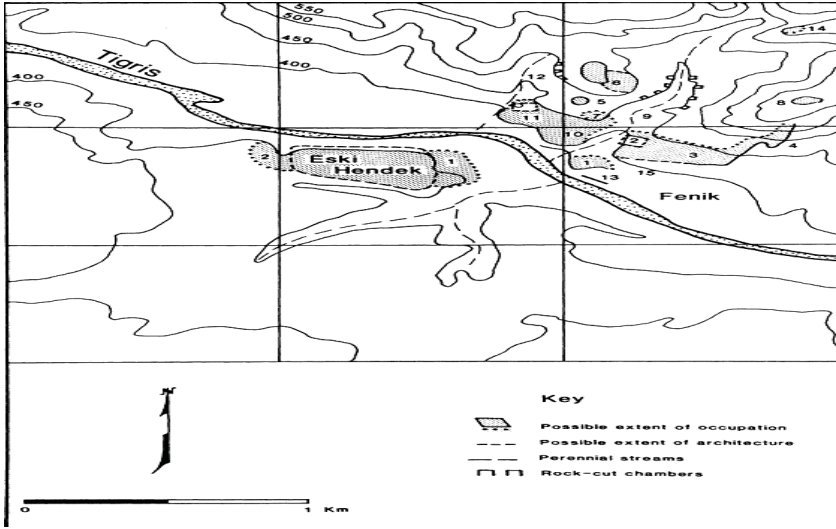 550
500
450
400
14
Tigris
400
450
12
6
5
8
11
7
9
10
2
Eski
Hendek
1
1
2
3
4
13
15
Fenik
N
Key
Possible extent of occupation
Possible extent of architecture
Perennial streams
Rock-cut chambers
0
1 Km